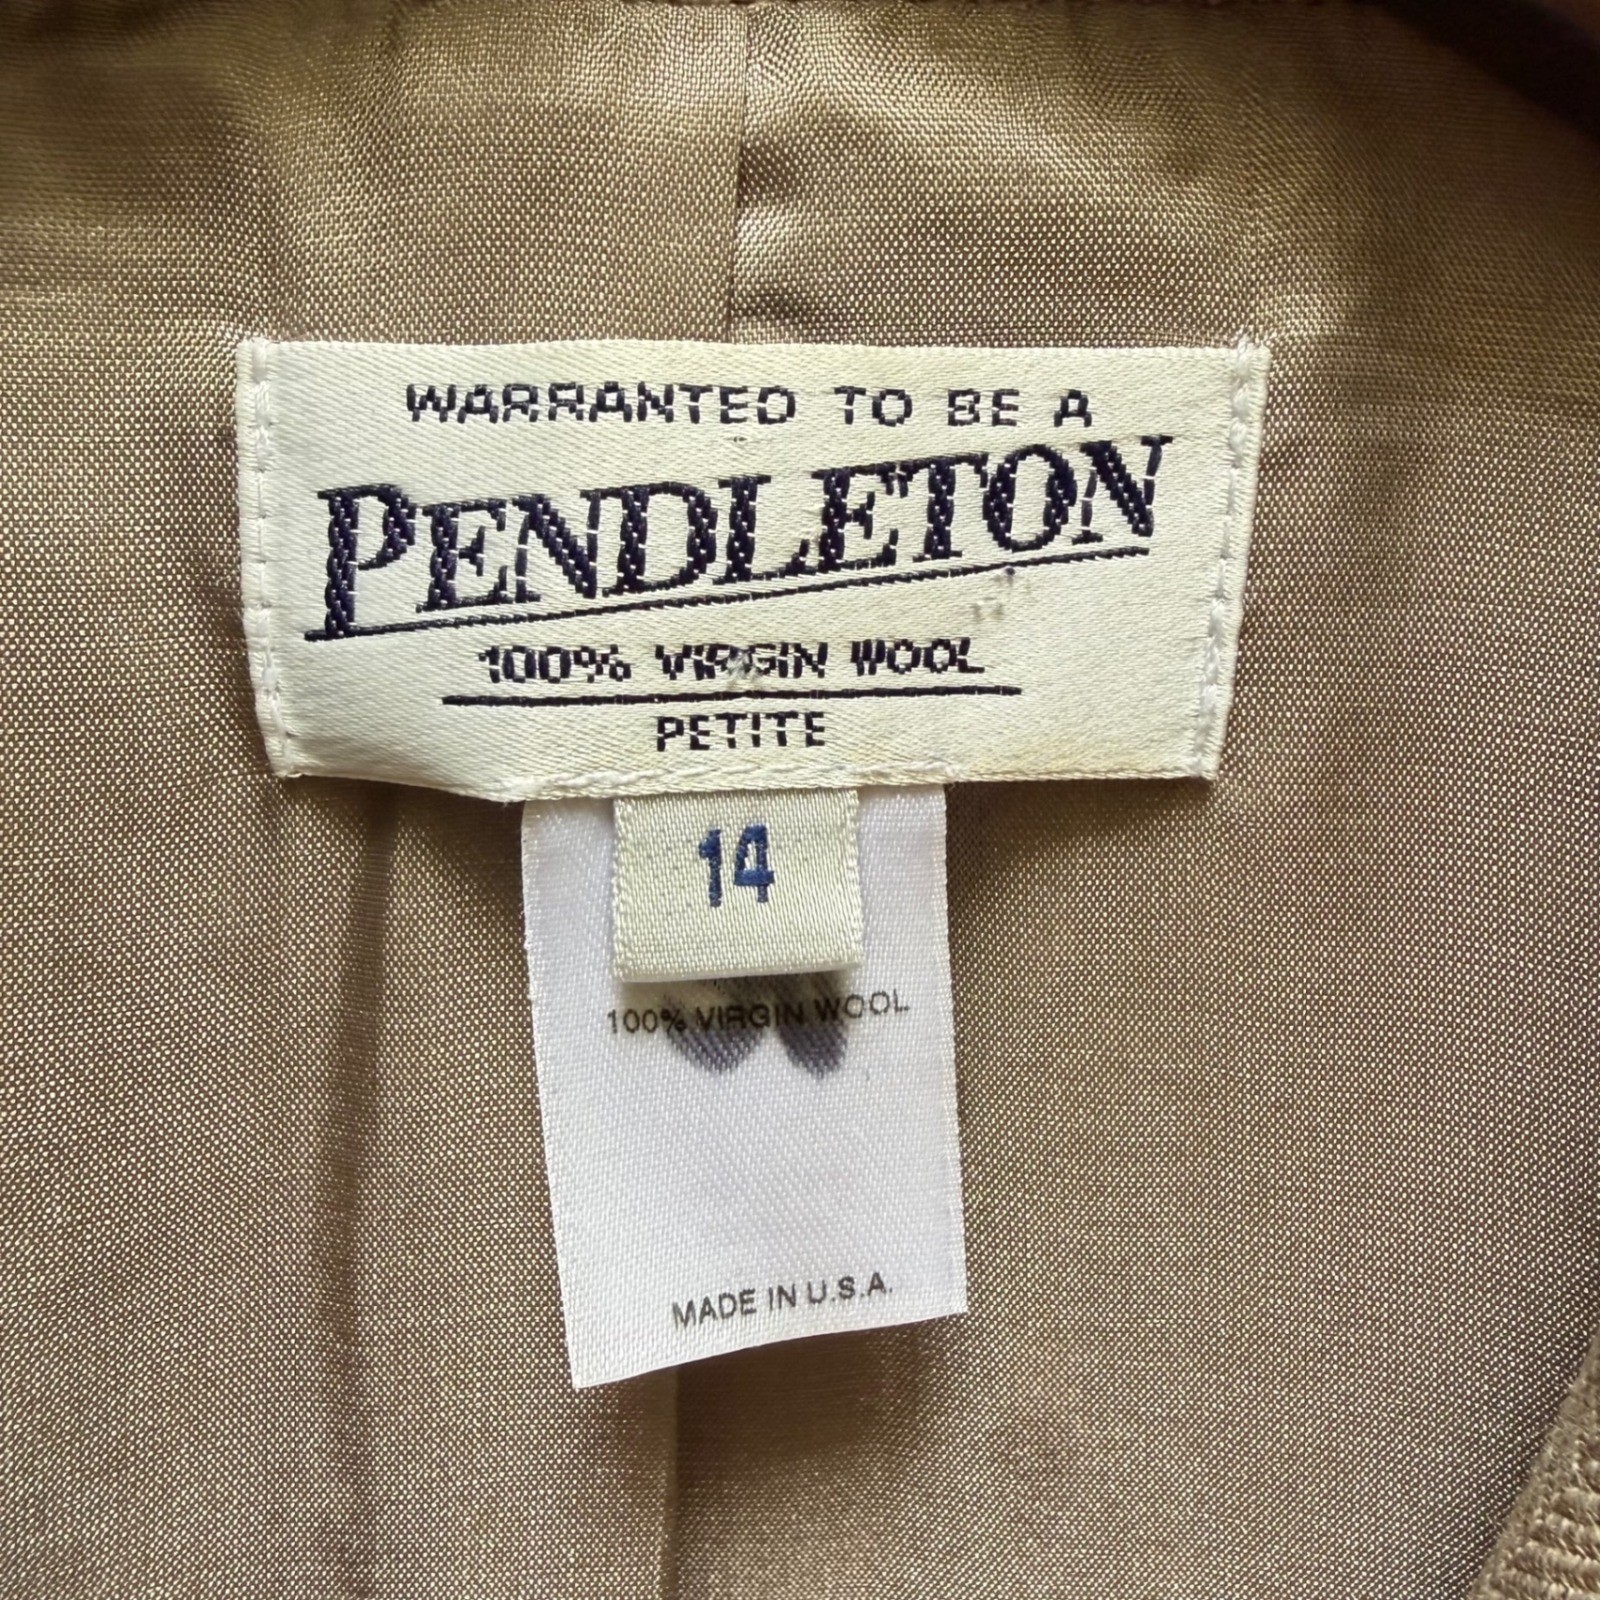 WARRANTED TO BE A
PENDLETON
100% VIRGIN WOOL
PETITE
14
100% VIRGIN WOOL
MADE IN U.S.A.